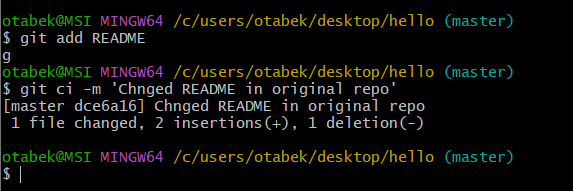 otabek@MSI MINGW64 /c/users/otabek/desktop/hello (master)
$ git add README
g
otabek@MSI MINGW64 /c/users/otabek/desktop/hello (master)
$ git ci -m 'Chnged README in original repo'
[master dce6a16] Chnged README in original repo
 1 file changed, 2 insertions(+), 1 deletion(-)
otabek@MSI MINGW64 /c/users/otabek/desktop/hello (master)
$